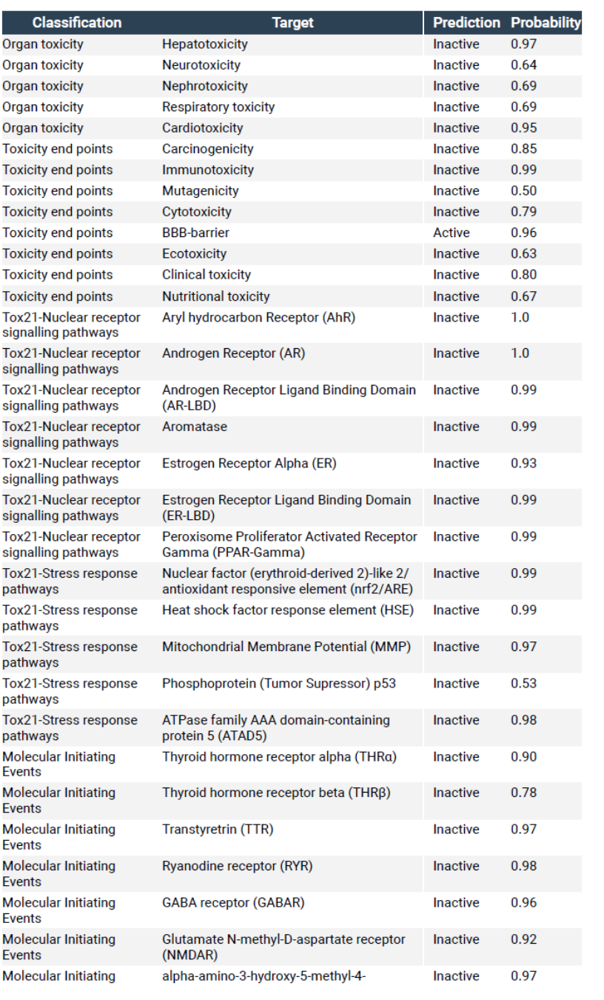 Classification Target Prediction Probability
Organ toxicity Hepatotoxicity Inactive 0.97
Organ toxicity Neurotoxicity Inactive 0.64
Organ toxicity Nephrotoxicity Inactive 0.69
Organ toxicity Respiratory toxicity Inactive 0.69
Organ toxicity Cardiotoxicity Inactive 0.95
Toxicity end points Carcinogenicity Inactive 0.85
Toxicity end points Immunotoxicity Inactive 0.99
Toxicity end points Mutagenicity Inactive 0.50
Toxicity end points Cytotoxicity Inactive 0.79
Toxicity end points BBB-barrier Active 0.96
Toxicity end points Ecotoxicity Inactive 0.63
Toxicity end points Clinical toxicity Inactive 0.80
Toxicity end points Nutritional toxicity Inactive 0.67
Tox21-Nuclear receptor Aryl hydrocarbon Receptor (AhR) Inactive 1.0
signalling pathways
Tox21-Nuclear receptor Androgen Receptor (AR) Inactive 1.0
signalling pathways
Tox21-Nuclear receptor Androgen Receptor Ligand Binding Domain Inactive 0.99
signalling pathways (AR-LBD)
Tox21-Nuclear receptor Aromatase Inactive 0.99
signalling pathways
Tox21-Nuclear receptor Estrogen Receptor Alpha (ER) Inactive 0.93
signalling pathways
Tox21-Nuclear receptor Estrogen Receptor Ligand Binding Domain Inactive 0.99
signalling pathways (ER-LBD)
Tox21-Nuclear receptor Peroxisome Proliferator Activated Receptor Inactive 0.99
signalling pathways Gamma (PPAR-Gamma)
Tox21-Stress response Nuclear factor (erythroid-derived 2)-like 2/ Inactive 0.99
pathways antioxidant responsive element (nrf2/ARE)
Tox21-Stress response Heat shock factor response element (HSE) Inactive 0.99
pathways
Tox21-Stress response Mitochondrial Membrane Potential (MMP) Inactive 0.97
pathways
Tox21-Stress response Phosphoprotein (Tumor Supressor) p53 Inactive 0.53
pathways
Tox21-Stress response ATPase family AAA domain-containing Inactive 0.98
pathways protein 5 (ATAD5)
Molecular Initiating Thyroid hormone receptor alpha (THRα) Inactive 0.90
Events
Molecular Initiating Thyroid hormone receptor beta (THRβ) Inactive 0.78
Events
Molecular Initiating Transtyretrin (TTR) Inactive 0.97
Events
Molecular Initiating Ryanodine receptor (RYR) Inactive 0.98
Events
Molecular Initiating GABA receptor (GABAR) Inactive 0.96
Events
Molecular Initiating Glutamate N-methyl-D-aspartate receptor Inactive 0.92
Events (NMDAR)
Molecular Initiating alpha-amino-3-hydroxy-5-methyl-4- Inactive 0.97